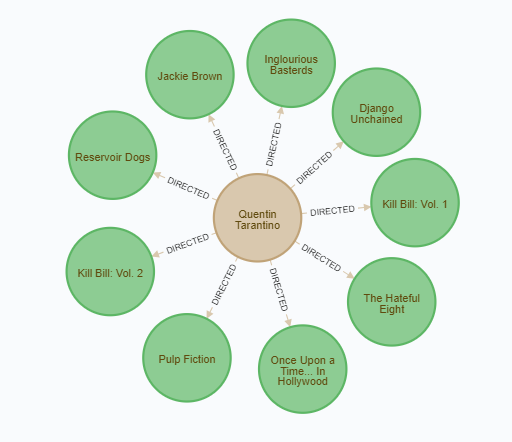 Inglourious
Basterds
Jackie Brown
Django
Unchained
DIRECTED
DIRECTED
DIRECTED
Reservoir Dogs
DIRECTED
Kill Bill: Vol. 1
DIRECTED
Quentin
Tarantino
DIRECTED
DIRECTED
Kill Bill: Vol. 2
DIRECTED
DIRECTED
The Hateful
Eight
Pulp Fiction
Once Upon a
Time... In
Hollywood